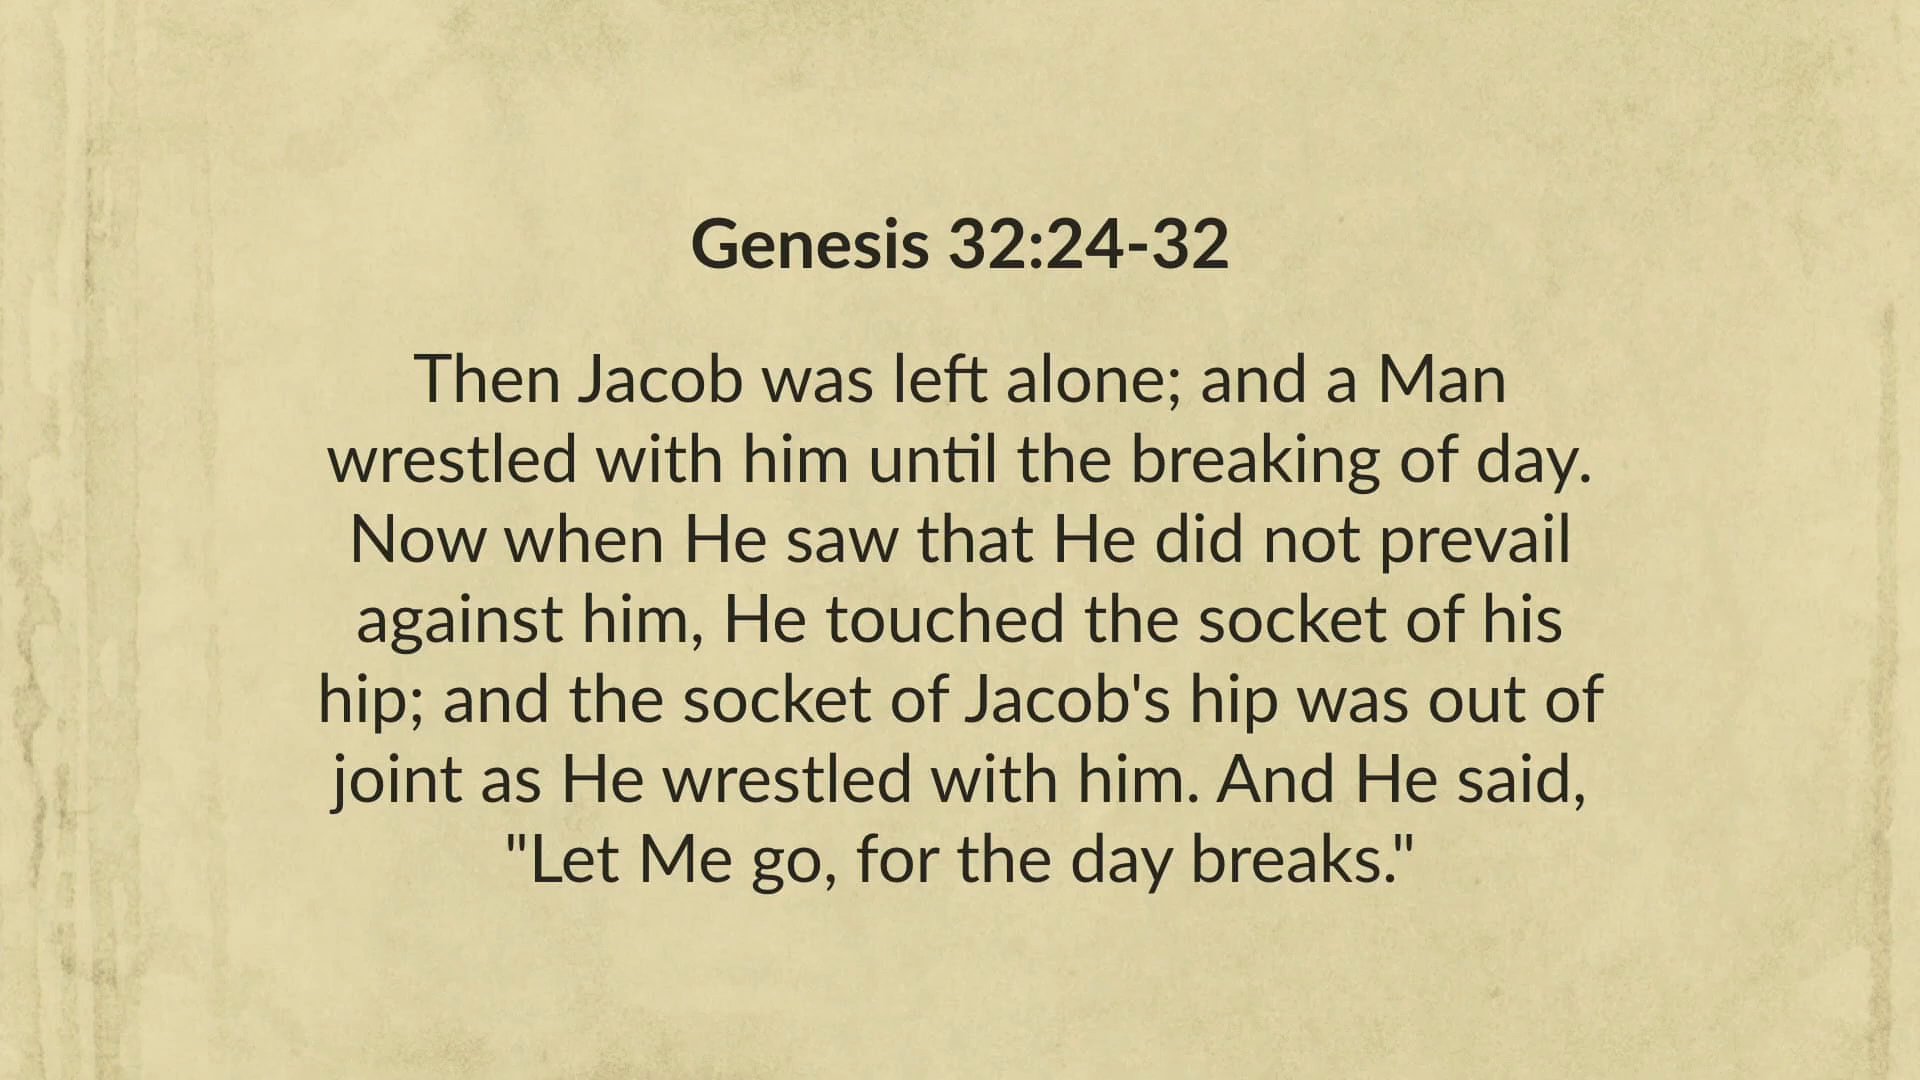 Genesis 32:24-32
Then Jacob was left alone; and a Man
wrestled with him until the breaking of day.
Now when He saw that He did not prevail
against him, He touched the socket of his
hip; and the socket of Jacob's hip was out of
joint as He wrestled with him. And He said,
"Let Me go, for the day breaks."